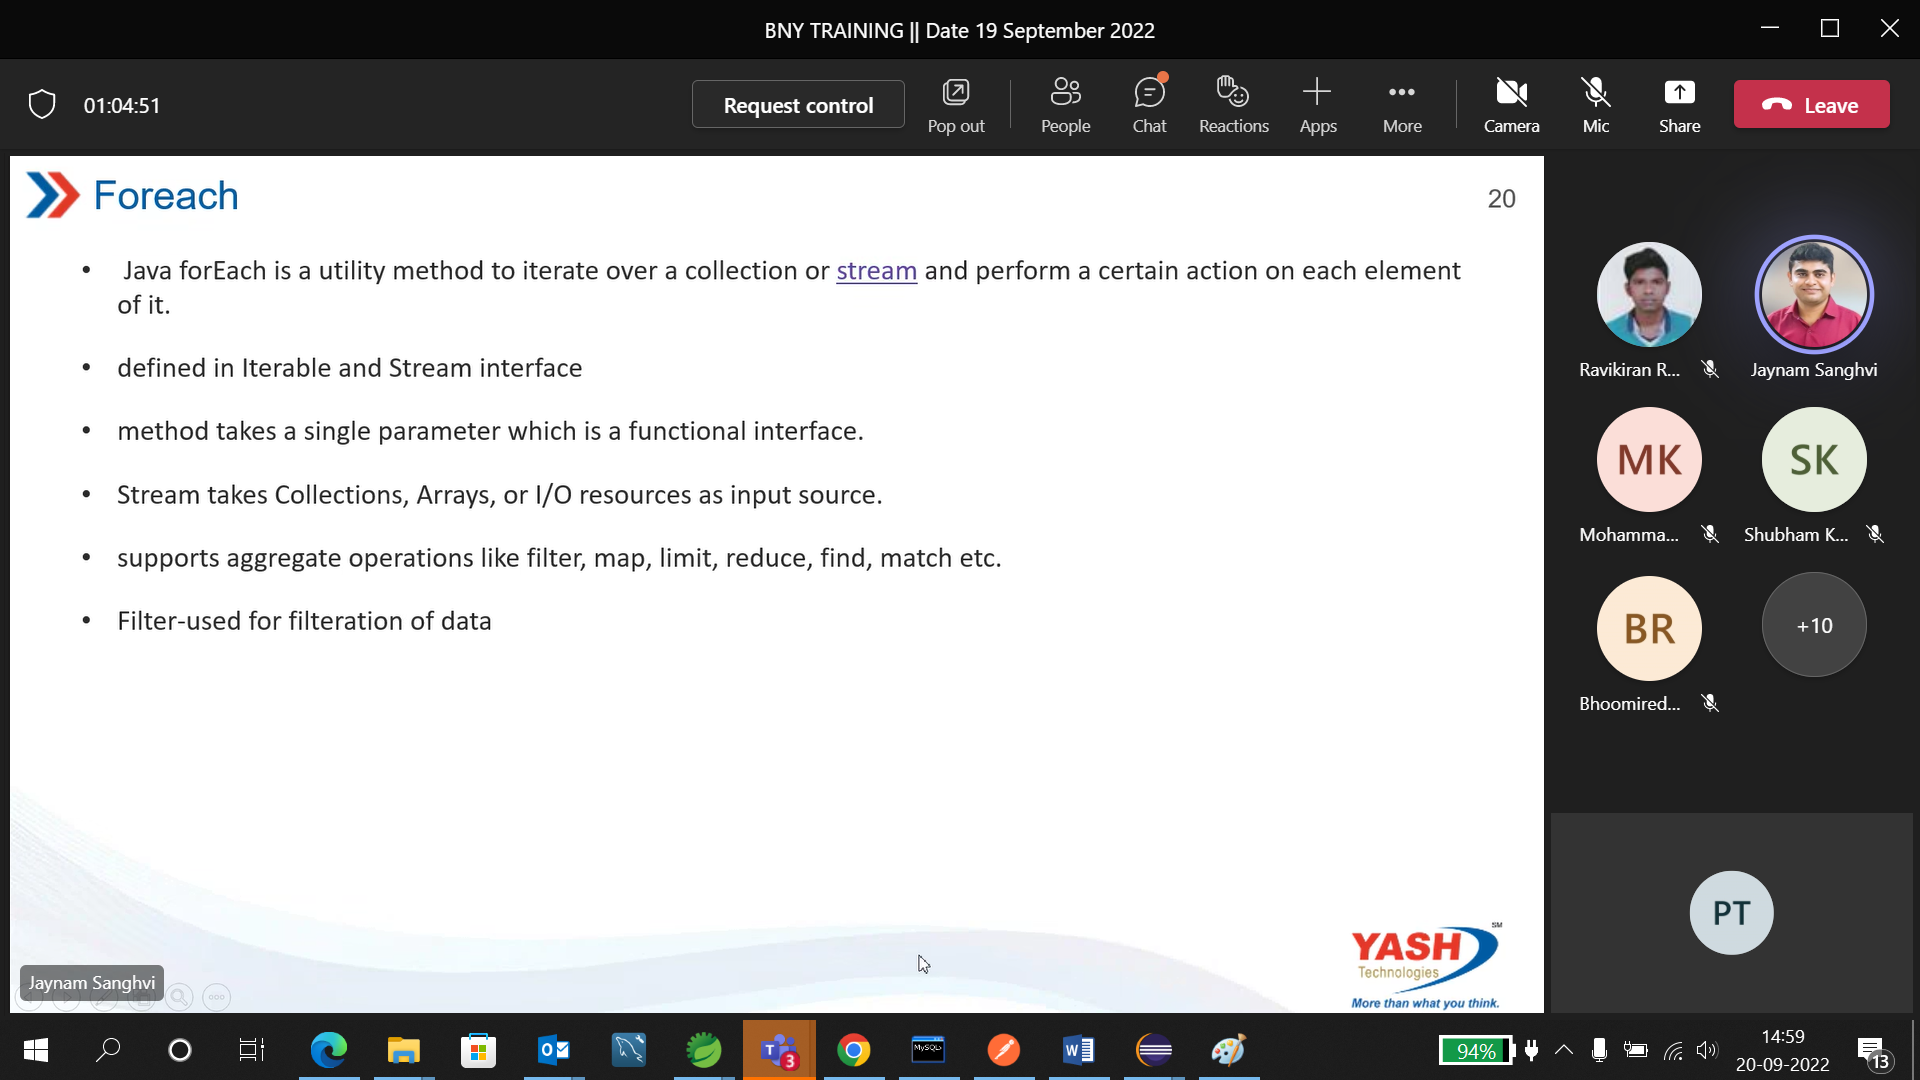 BNY TRAINING || Date 19 September 2022
01:04:51
Request control
Pop out
People
Chat
Reactions
Apps
More
Camera
Mic
Share
Leave
Foreach
20
• Java forEach is a utility method to iterate over a collection or stream and perform a certain action on each element
of it.
• defined in Iterable and Stream interface
• method takes a single parameter which is a functional interface.
• Stream takes Collections, Arrays, or I/O resources as input source.
• supports aggregate operations like filter, map, limit, reduce, find, match etc.
• Filter-used for filteration of data
YASH
SM
Technologies
More than what you think.
Jaynam Sanghvi
Ravikiran R...
Jaynam Sanghvi
MK
SK
Mohamma...
Shubham K...
BR
+10
Bhoomired...
PT
T
3
MySQL
W
94%
14:59
20-09-2022
13